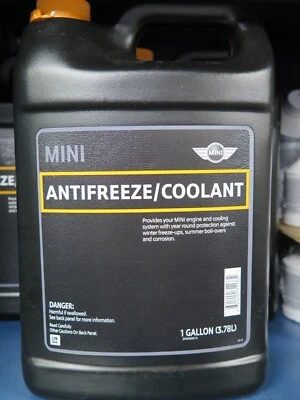 MINI
MINI
ANTIFREEZE/COOLANT
Provides your MINI engine and cooling
system with year round protection against
winter freeze-ups, summer boil-overs
and corrosion.
DANGER:
Harmful if swallowed.
See back panel for more information.
Read Carefully
Other Cautions On Back Panel.
1 GALLON (3.78L)